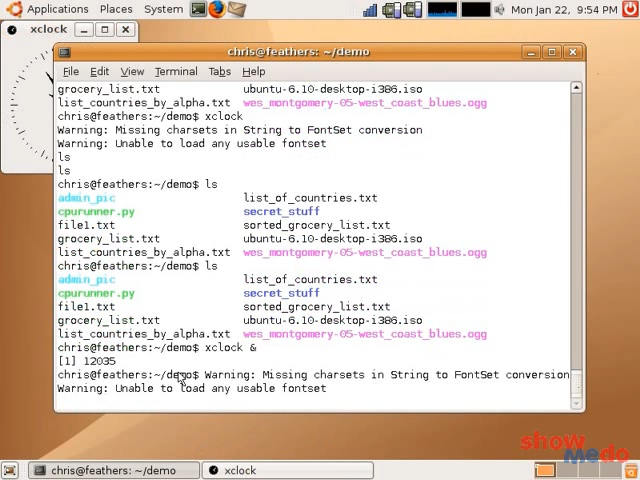 Applications Places System
Mon Jan 22, 9:54 PM
xclock
chris@feathers: ~/demo
File Edit View Terminal Tabs Help
grocery_list.txt ubuntu-6.10-desktop-i386.iso
list_countries_by_alpha.txt wes_montgomery-05-west_coast_blues.ogg
chris@feathers:~/demo$ xclock
Warning: Missing charsets in String to FontSet conversion
Warning: Unable to load any usable fontset
ls
ls
chris@feathers:~/demo$ ls
admin_pic list_of_countries.txt
cpurunner.py secret_stuff
file1.txt sorted_grocery_list.txt
grocery_list.txt ubuntu-6.10-desktop-i386.iso
list_countries_by_alpha.txt wes_montgomery-05-west_coast_blues.ogg
chris@feathers:~/demo$ ls
admin_pic list_of_countries.txt
cpurunner.py secret_stuff
file1.txt sorted_grocery_list.txt
grocery_list.txt ubuntu-6.10-desktop-i386.iso
list_countries_by_alpha.txt wes_montgomery-05-west_coast_blues.ogg
chris@feathers:~/demo$ xclock &
[1] 12035
chris@feathers:~/demo$ Warning: Missing charsets in String to FontSet conversion
Warning: Unable to load any usable fontset
show
medo
chris@feathers: ~/demo
xclock